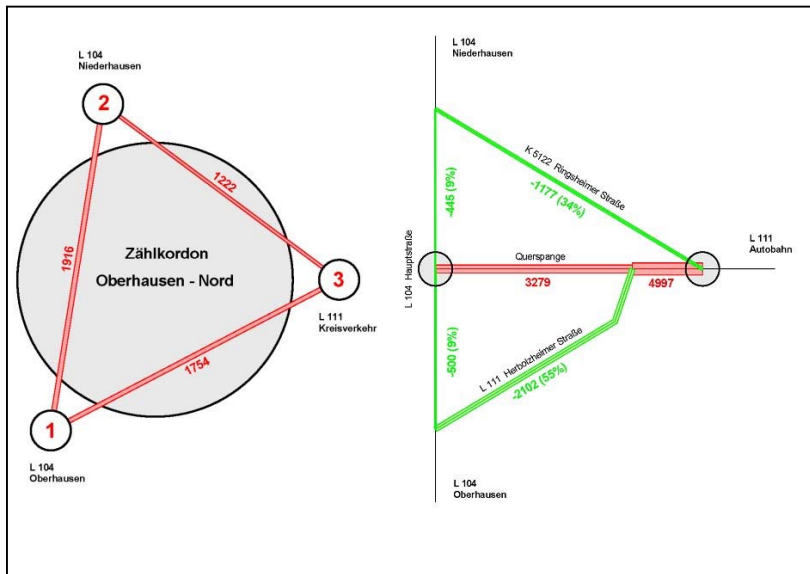 L 104
Niederhausen
2
1222
1916
Zählkordon
Oberhausen - Nord
3
L 111
Kreisverkehr
1754
1
L 104
Oberhausen
L 104
Niederhausen
K 5122 Ringsheimer Straße
-1177 (34%)
-445 (9%)
L 111
Autobahn
L 104 Hauptstraße
Querspange
3279
4997
-500 (9%)
L 111 Herbolzheimer Straße
-2102 (55%)
L 104
Oberhausen